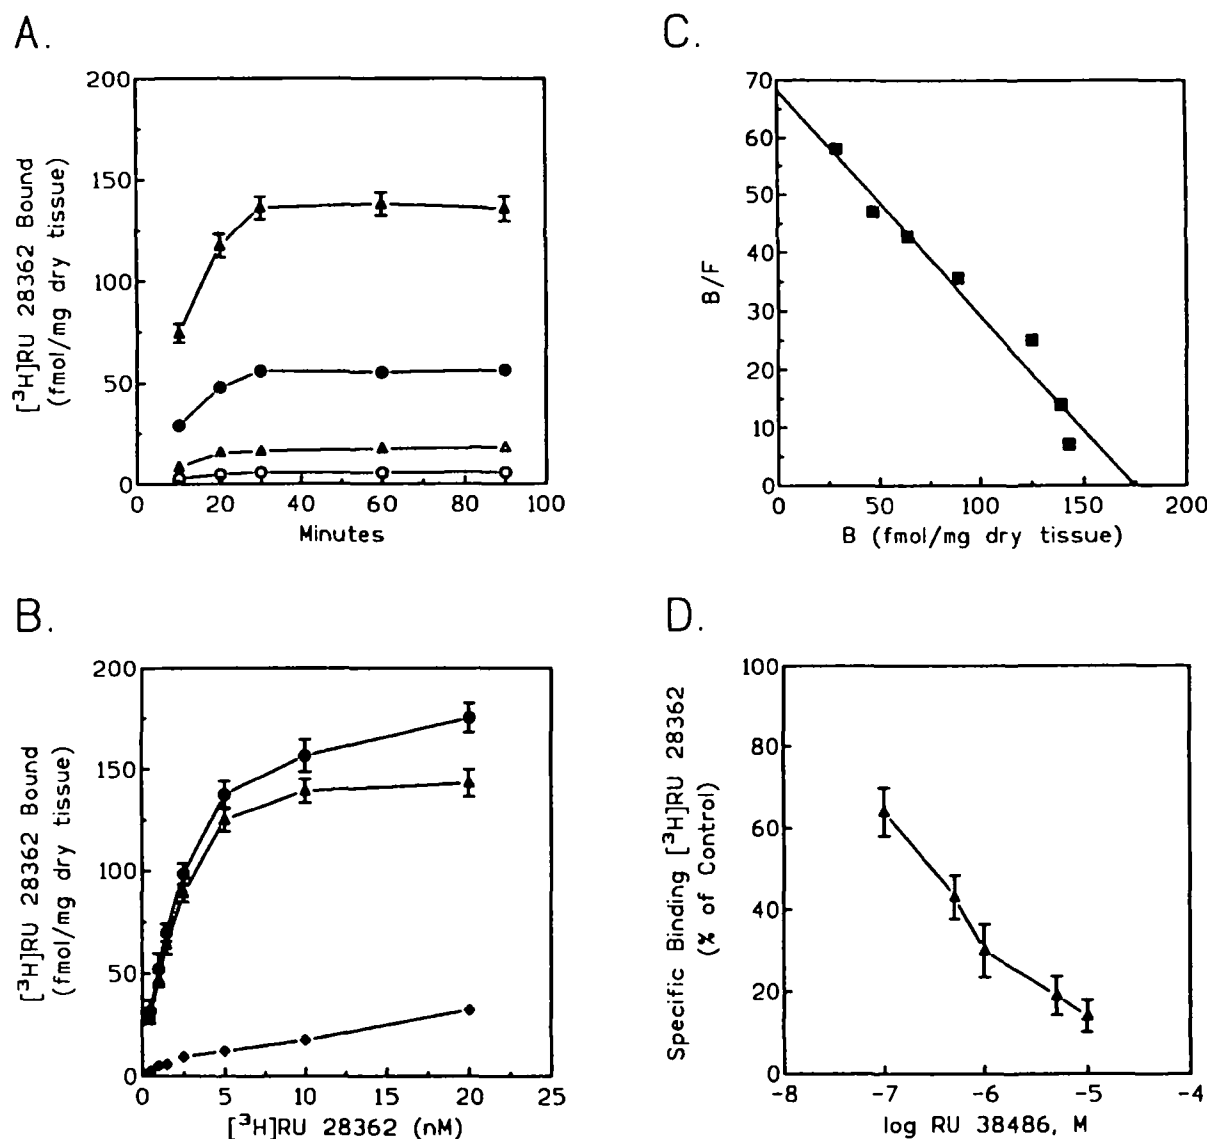 A.
200
150
100
50
0
[³H]RU 28362 Bound
(fmol/mg dry tissue)
0 20 40 60 80 100
Minutes
C.
70
60
50
40
30
20
10
0
B/F
0 50 100 150 200
B (fmol/mg dry tissue)
B.
200
150
100
50
0
[³H]RU 28362 Bound
(fmol/mg dry tissue)
0 5 10 15 20 25
[³H]RU 28362 (nM)
D.
100
80
60
40
20
0
Specific Binding [³H]RU 28362
(% of Control)
-8 -7 -6 -5 -4
log RU 38486, M